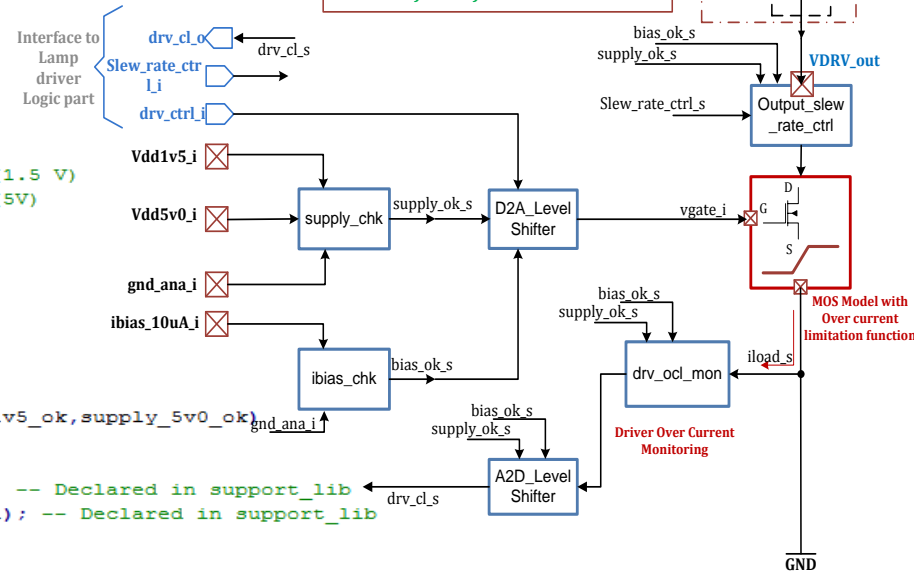 Interface to
Lamp
driver
Logic part
drv_cl_o
drv_cl_s
Slew_rate_ctr
l_i
drv_ctrl_i
Vdd1v5_i
1.5 V)
5V)
Vdd5v0_i
gnd_ana_i
ibias_10uA_i
supply_chk
supply_ok_s
D2A_Level
Shifter
vgate_i
bias_ok_s
supply_ok_s
VDRV_out
Slew_rate_ctrl_s
Output_slew
_rate_ctrl
D
G
S
MOS Model with
Over current
limitation function
ibias_chk
bias_ok_s
gnd_ana_i
bias_ok_s
supply_ok_s
drv_ocl_mon
iload_s
Driver Over Current
Monitoring
v5_ok,supply_5v0_ok)
bias_ok_s
supply_ok_s
A2D_Level
Shifter
drv_cl_s
-- Declared in support_lib
); -- Declared in support_lib
GND